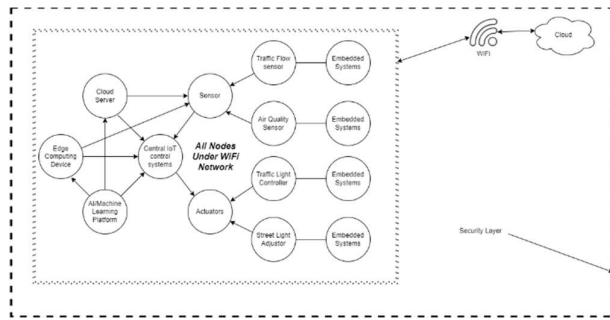 Traffic Flow
sensor
Embedded
Systems
WiFi
Cloud
Cloud
Server
Sensor
Air Quality
Sensor
Embedded
Systems
Edge
Computing
Device
Central IoT
control
systems
All Nodes
Under WiFi
Network
Traffic Light
Controller
Embedded
Systems
AI/Machine
Learning
Platform
Actuators
Street Light
Adjustor
Embedded
Systems
Security Layer